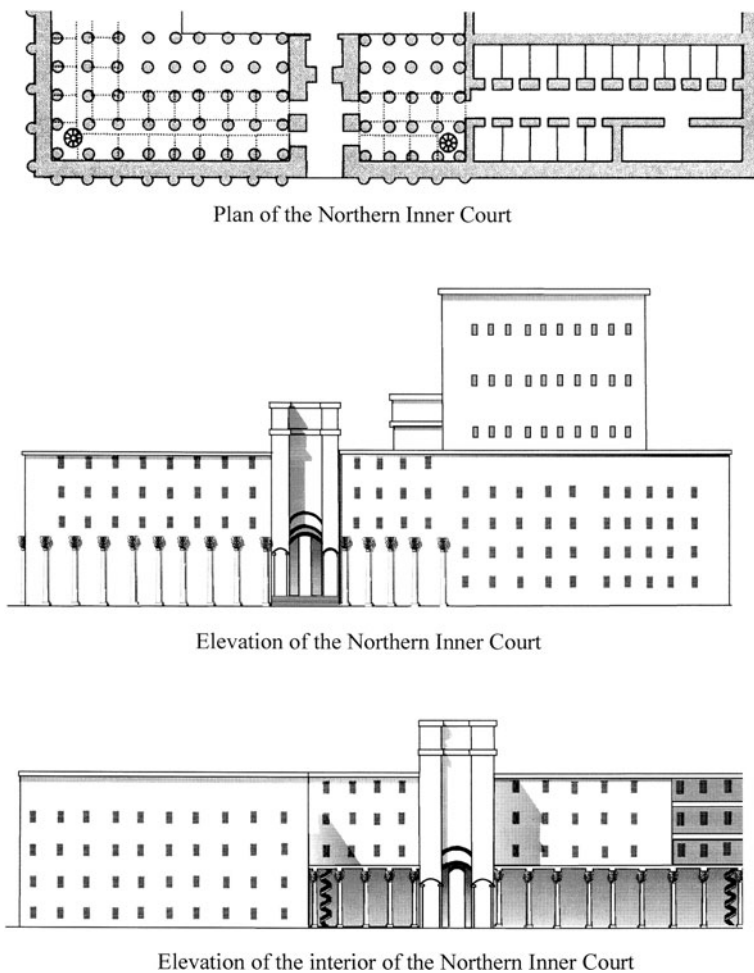 Plan of the Northern Inner Court
Elevation of the Northern Inner Court
Elevation of the interior of the Northern Inner Court